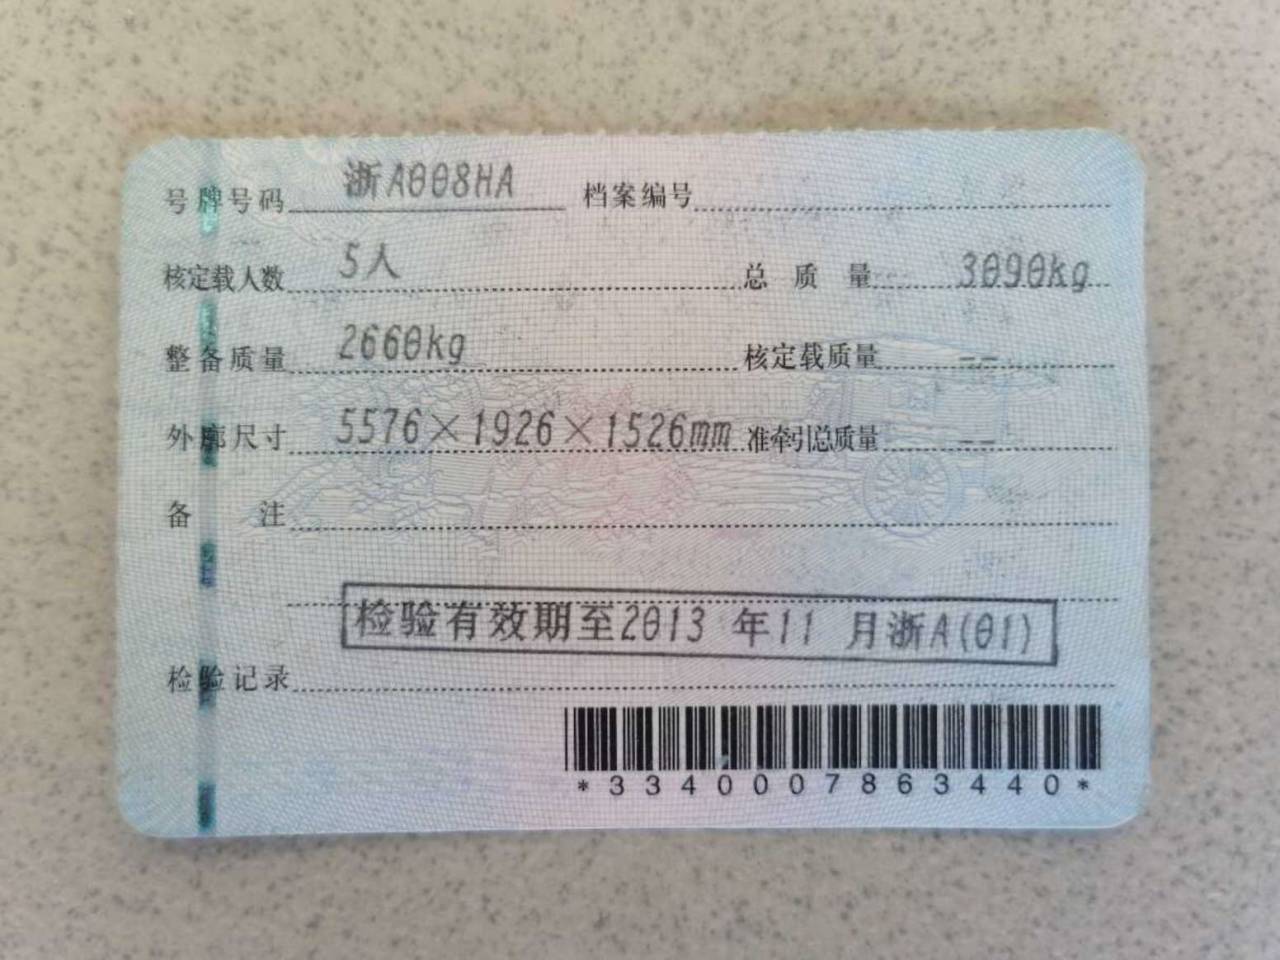 号牌号码 浙A008HA 档案编号
核定载人数 5人 总质量 3090kg
整备质量 2660kg 核定载质量 --
外廓尺寸 5576×1926×1526mm 准牵引总质量 --
备注
检验有效期至2013年11月浙A(01)
检验记录
*3340007863440*